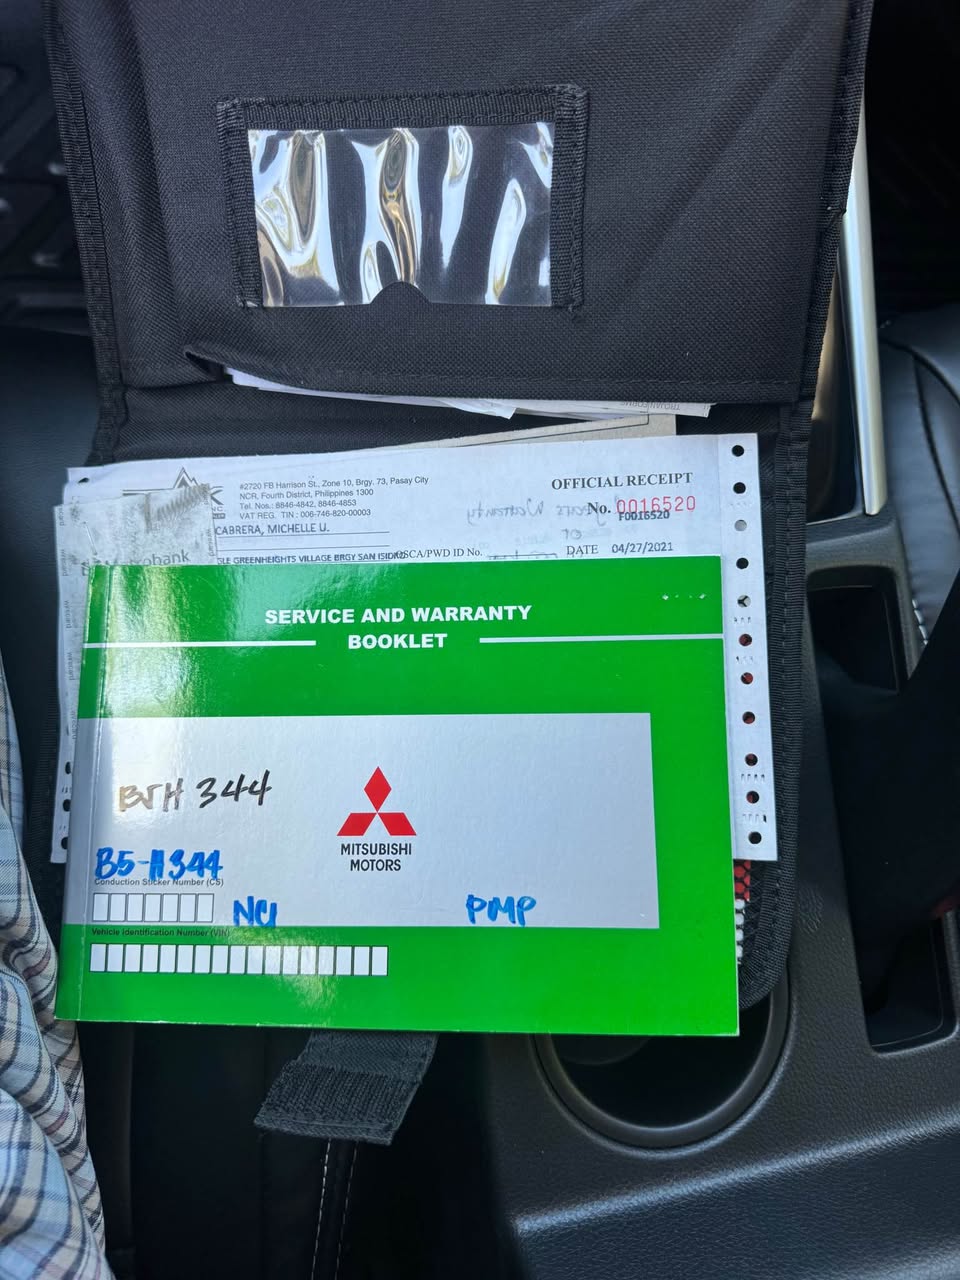 #2720 FB Harrison St., Zone 10, Brgy. 73, Pasay City
NCR, Fourth District, Philippines 1300
Tel. Nos.: 8846-4842, 8846-4853
VAT REG. TIN : 006-746-820-00003
OFFICIAL RECEIPT
No. 0016520
F0016520
CABRERA, MICHELLE U.
GLE GREENHEIGHTS VILLAGE BRGY SAN ISIDRO
OSCA/PWD ID No.
DATE 04/27/2021
SERVICE AND WARRANTY
BOOKLET
B5H 344
MITSUBISHI
MOTORS
B5-H344
Conduction Sticker Number (CS)
PMP
Vehicle Identification Number (VIN)